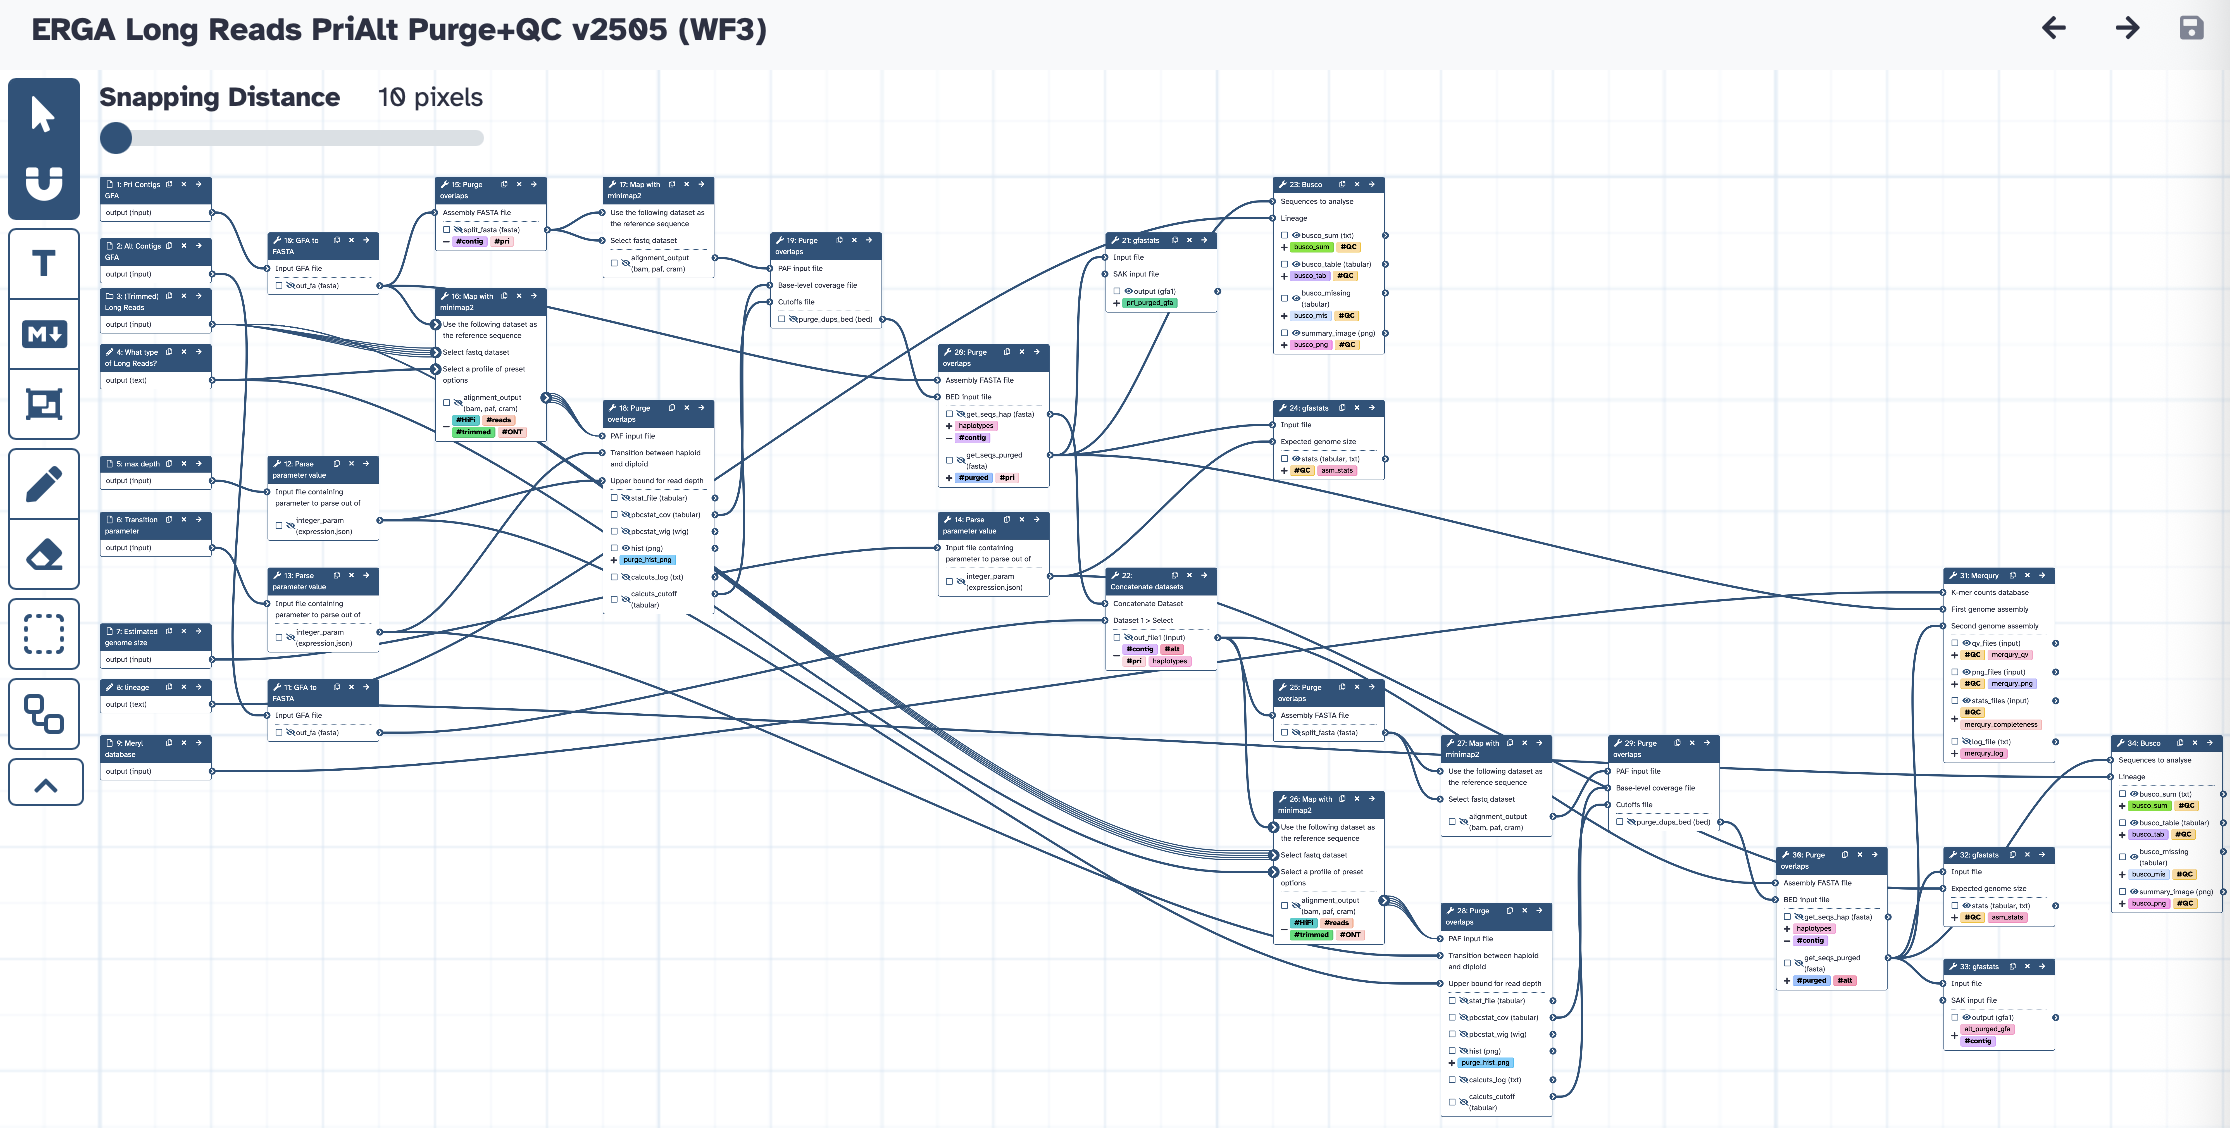 ERGA Long Reads PriAlt Purge+QC v2505 (WF3)
Snapping Distance 10 pixels
T
M
1: Pri Contigs
GFA
output (input)
2: Alt Contigs
GFA
output (input)
3: (Trimmed)
Long Reads
output (input)
4: What type
of Long Reads?
output (text)
5: max depth
output (input)
6: Transition
parameter
output (input)
7: Estimated
genome size
output (input)
8: lineage
output (text)
9: Meryl
database
output (input)
10: GFA to
FASTA
Input GFA file
out_fa (fasta)
12: Parse
parameter value
Input file containing
parameter to parse out of
integer_param
(expression.json)
13: Parse
parameter value
Input file containing
parameter to parse out of
integer_param
(expression.json)
11: GFA to
FASTA
Input GFA file
out_fa (fasta)
15: Purge
overlaps
Assembly FASTA file
split_fasta (fasta)
#contig #pri
16: Map with
minimap2
Use the following dataset as
the reference sequence
Select fastq dataset
Select a profile of preset
options
alignment_output
(bam, paf, cram)
#HiFi #reads
#trimmed #ONT
17: Map with
minimap2
Use the following dataset as
the reference sequence
Select fastq dataset
alignment_output
(bam, paf, cram)
18: Purge
overlaps
PAF input file
Transition between haploid
and diploid
Upper bound for read depth
stat_file (tabular)
pbcstat_cov (tabular)
pbcstat_wig (wig)
hist (png)
purge_hist_png
calcuts_log (txt)
calcuts_cutoff
(tabular)
19: Purge
overlaps
PAF input file
Base-level coverage file
Cutoffs file
purge_dups_bed (bed)
20: Purge
overlaps
Assembly FASTA file
BED input file
get_seqs_hap (fasta)
haplotypes
#contig
get_seqs_purged
(fasta)
#purged #pri
14: Parse
parameter value
Input file containing
parameter to parse out of
integer_param
(expression.json)
21: gfastats
Input file
SAK input file
output (gfa1)
pri_purged_gfa
22:
Concatenate datasets
Concatenate Dataset
Dataset 1 > Select
out_file1 (input)
#contig #alt
#pri haplotypes
23: Busco
Sequences to analyse
Lineage
busco_sum (txt)
busco_sum #QC
busco_table (tabular)
busco_tab #QC
busco_missing
(tabular)
busco_mis #QC
summary_image (png)
busco_png #QC
24: gfastats
Input file
Expected genome size
stats (tabular, txt)
#QC asm_stats
25: Purge
overlaps
Assembly FASTA file
split_fasta (fasta)
26: Map with
minimap2
Use the following dataset as
the reference sequence
Select fastq dataset
Select a profile of preset
options
alignment_output
(bam, paf, cram)
#HiFi #reads
#trimmed #ONT
27: Map with
minimap2
Use the following dataset as
the reference sequence
Select fastq dataset
alignment_output
(bam, paf, cram)
28: Purge
overlaps
PAF input file
Transition between haploid
and diploid
Upper bound for read depth
stat_file (tabular)
pbcstat_cov (tabular)
pbcstat_wig (wig)
hist (png)
purge_hist_png
calcuts_log (txt)
calcuts_cutoff
(tabular)
29: Purge
overlaps
PAF input file
Base-level coverage file
Cutoffs file
purge_dups_bed (bed)
30: Purge
overlaps
Assembly FASTA file
BED input file
get_seqs_hap (fasta)
haplotypes
#contig
get_seqs_purged
(fasta)
#purged #alt
31: Merqury
K-mer counts database
First genome assembly
Second genome assembly
qv_files (input)
#QC merqury_qv
png_files (input)
#QC merqury_png
stats_files (input)
#QC
merqury_completeness
log_file (txt)
merqury_log
32: gfastats
Input file
Expected genome size
stats (tabular, txt)
#QC asm_stats
33: gfastats
Input file
SAK input file
output (gfa1)
alt_purged_gfa
#contig
34: Busco
Sequences to analyse
Lineage
busco_sum (txt)
busco_sum #QC
busco_table (tabular)
busco_tab #QC
busco_missing
(tabular)
busco_mis #QC
summary_image (png)
busco_png #QC